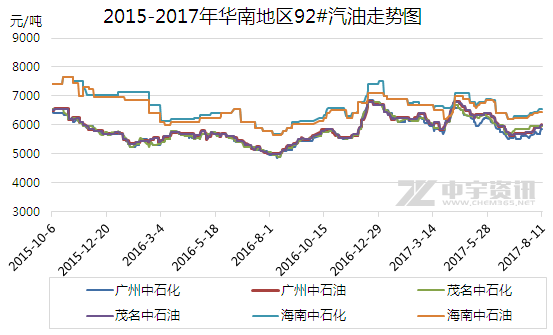 2015-2017年华南地区92#汽油走势图
元/吨
9000
8000
7000
6000
5000
4000
3000
2015-10-6 2015-12-20 2016-3-4 2016-5-18 2016-8-1 2016-10-15 2016-12-29 2017-3-14 2017-5-28 2017-8-11
中宇资讯
www.chem365.net
广州中石化 广州中石油 茂名中石化
茂名中石油 海南中石化 海南中石油